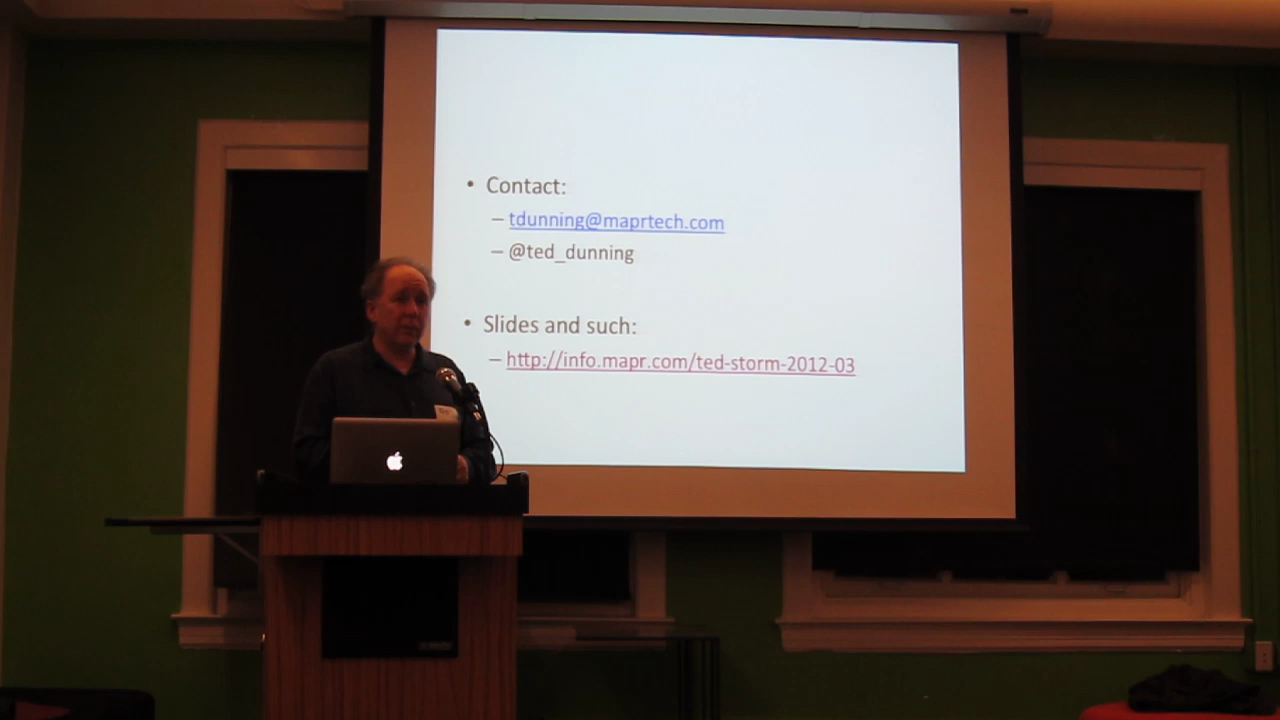 • Contact:
– tdunning@maprtech.com
– @ted_dunning
• Slides and such:
– http://info.mapr.com/ted-storm-2012-03